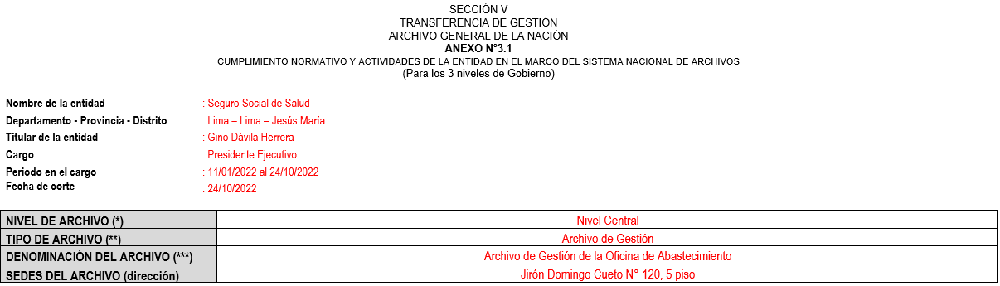 SECCIÓN V
TRANSFERENCIA DE GESTIÓN
ARCHIVO GENERAL DE LA NACIÓN
ANEXO N°3.1
CUMPLIMIENTO NORMATIVO Y ACTIVIDADES DE LA ENTIDAD EN EL MARCO DEL SISTEMA NACIONAL DE ARCHIVOS
(Para los 3 niveles de Gobierno)
Nombre de la entidad : Seguro Social de Salud
Departamento - Provincia - Distrito : Lima – Lima – Jesús María
Titular de la entidad : Gino Dávila Herrera
Cargo : Presidente Ejecutivo
Periodo en el cargo : 11/01/2022 al 24/10/2022
Fecha de corte : 24/10/2022
NIVEL DE ARCHIVO (*) Nivel Central
TIPO DE ARCHIVO (**) Archivo de Gestión
DENOMINACIÓN DEL ARCHIVO (***) Archivo de Gestión de la Oficina de Abastecimiento
SEDES DEL ARCHIVO (dirección) Jirón Domingo Cueto N° 120, 5 piso